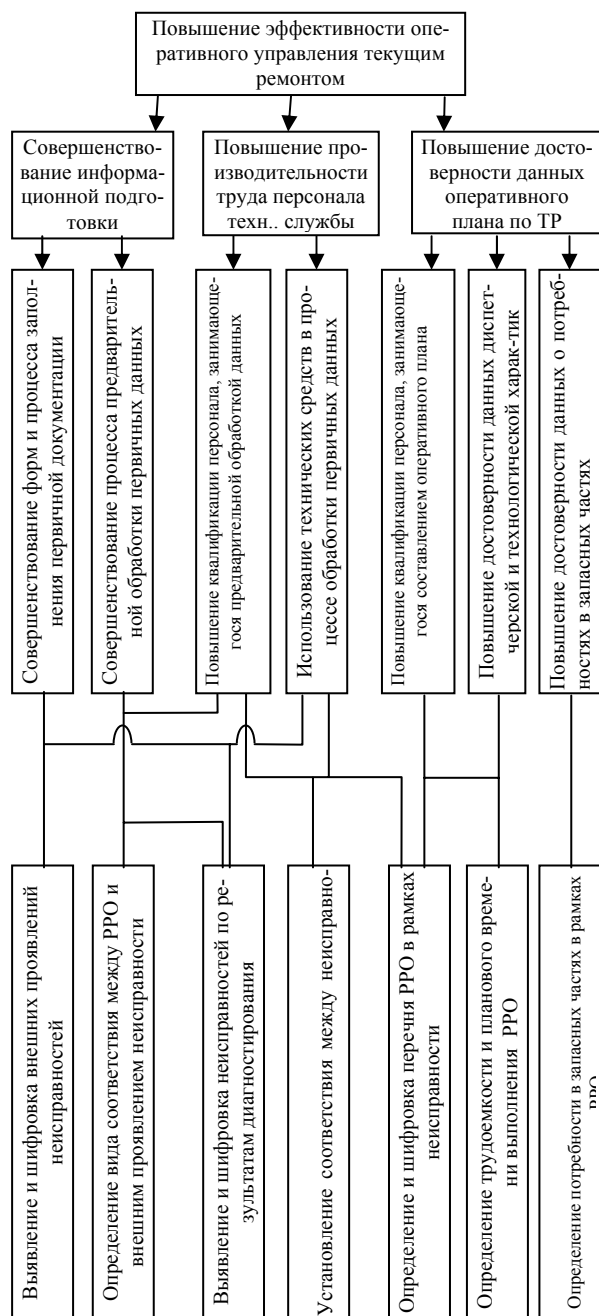 Повышение эффективности опе-
ративного управления текущим
ремонтом
Совершенство-
вание информа-
ционной подго-
товки
Повышение про-
изводительности
труда персонала
техн.. службы
Повышение досто-
верности данных
оперативного
плана по ТР
Совершенствование форм и процесса запол-
нения первичной документации
Совершенствование процесса предваритель-
ной обработки первичных данных
Повышение квалификации персонала, занимающе-
гося предварительной обработкой данных
Использование технических средств в про-
цессе обработки первичных данных
Повышение квалификации персонала, занимающе-
гося составлением оперативного плана
Повышение достоверности данных диспет-
черской и технологической харак-тик
Повышение достоверности данных о потреб-
ностях в запасных частях
Выявление и шифровка внешних проявлений
неисправностей
Определение вида соответствия между РРО и
внешним проявлением неисправности
Выявление и шифровка неисправностей по ре-
зультатам диагностирования
Установление соответствия между неисправно-
Определение и шифровка перечня РРО в рамках
неисправности
Определение трудоемкости и планового време-
ни выполнения РРО
Определение потребности в запасных частях в рамках
РРО